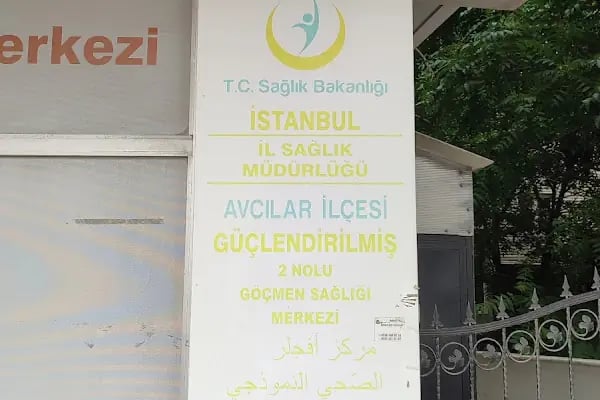 erkezi
T.C. Sağlık Bakanlığı
İSTANBUL
İL SAĞLIK
MÜDÜRLÜĞÜ
AVCILAR İLÇESİ
GÜÇLENDİRİLMİŞ
2 NOLU
GÖÇMEN SAĞLIĞI
MERKEZİ
مركز أفجلر
الصحي النموذجي